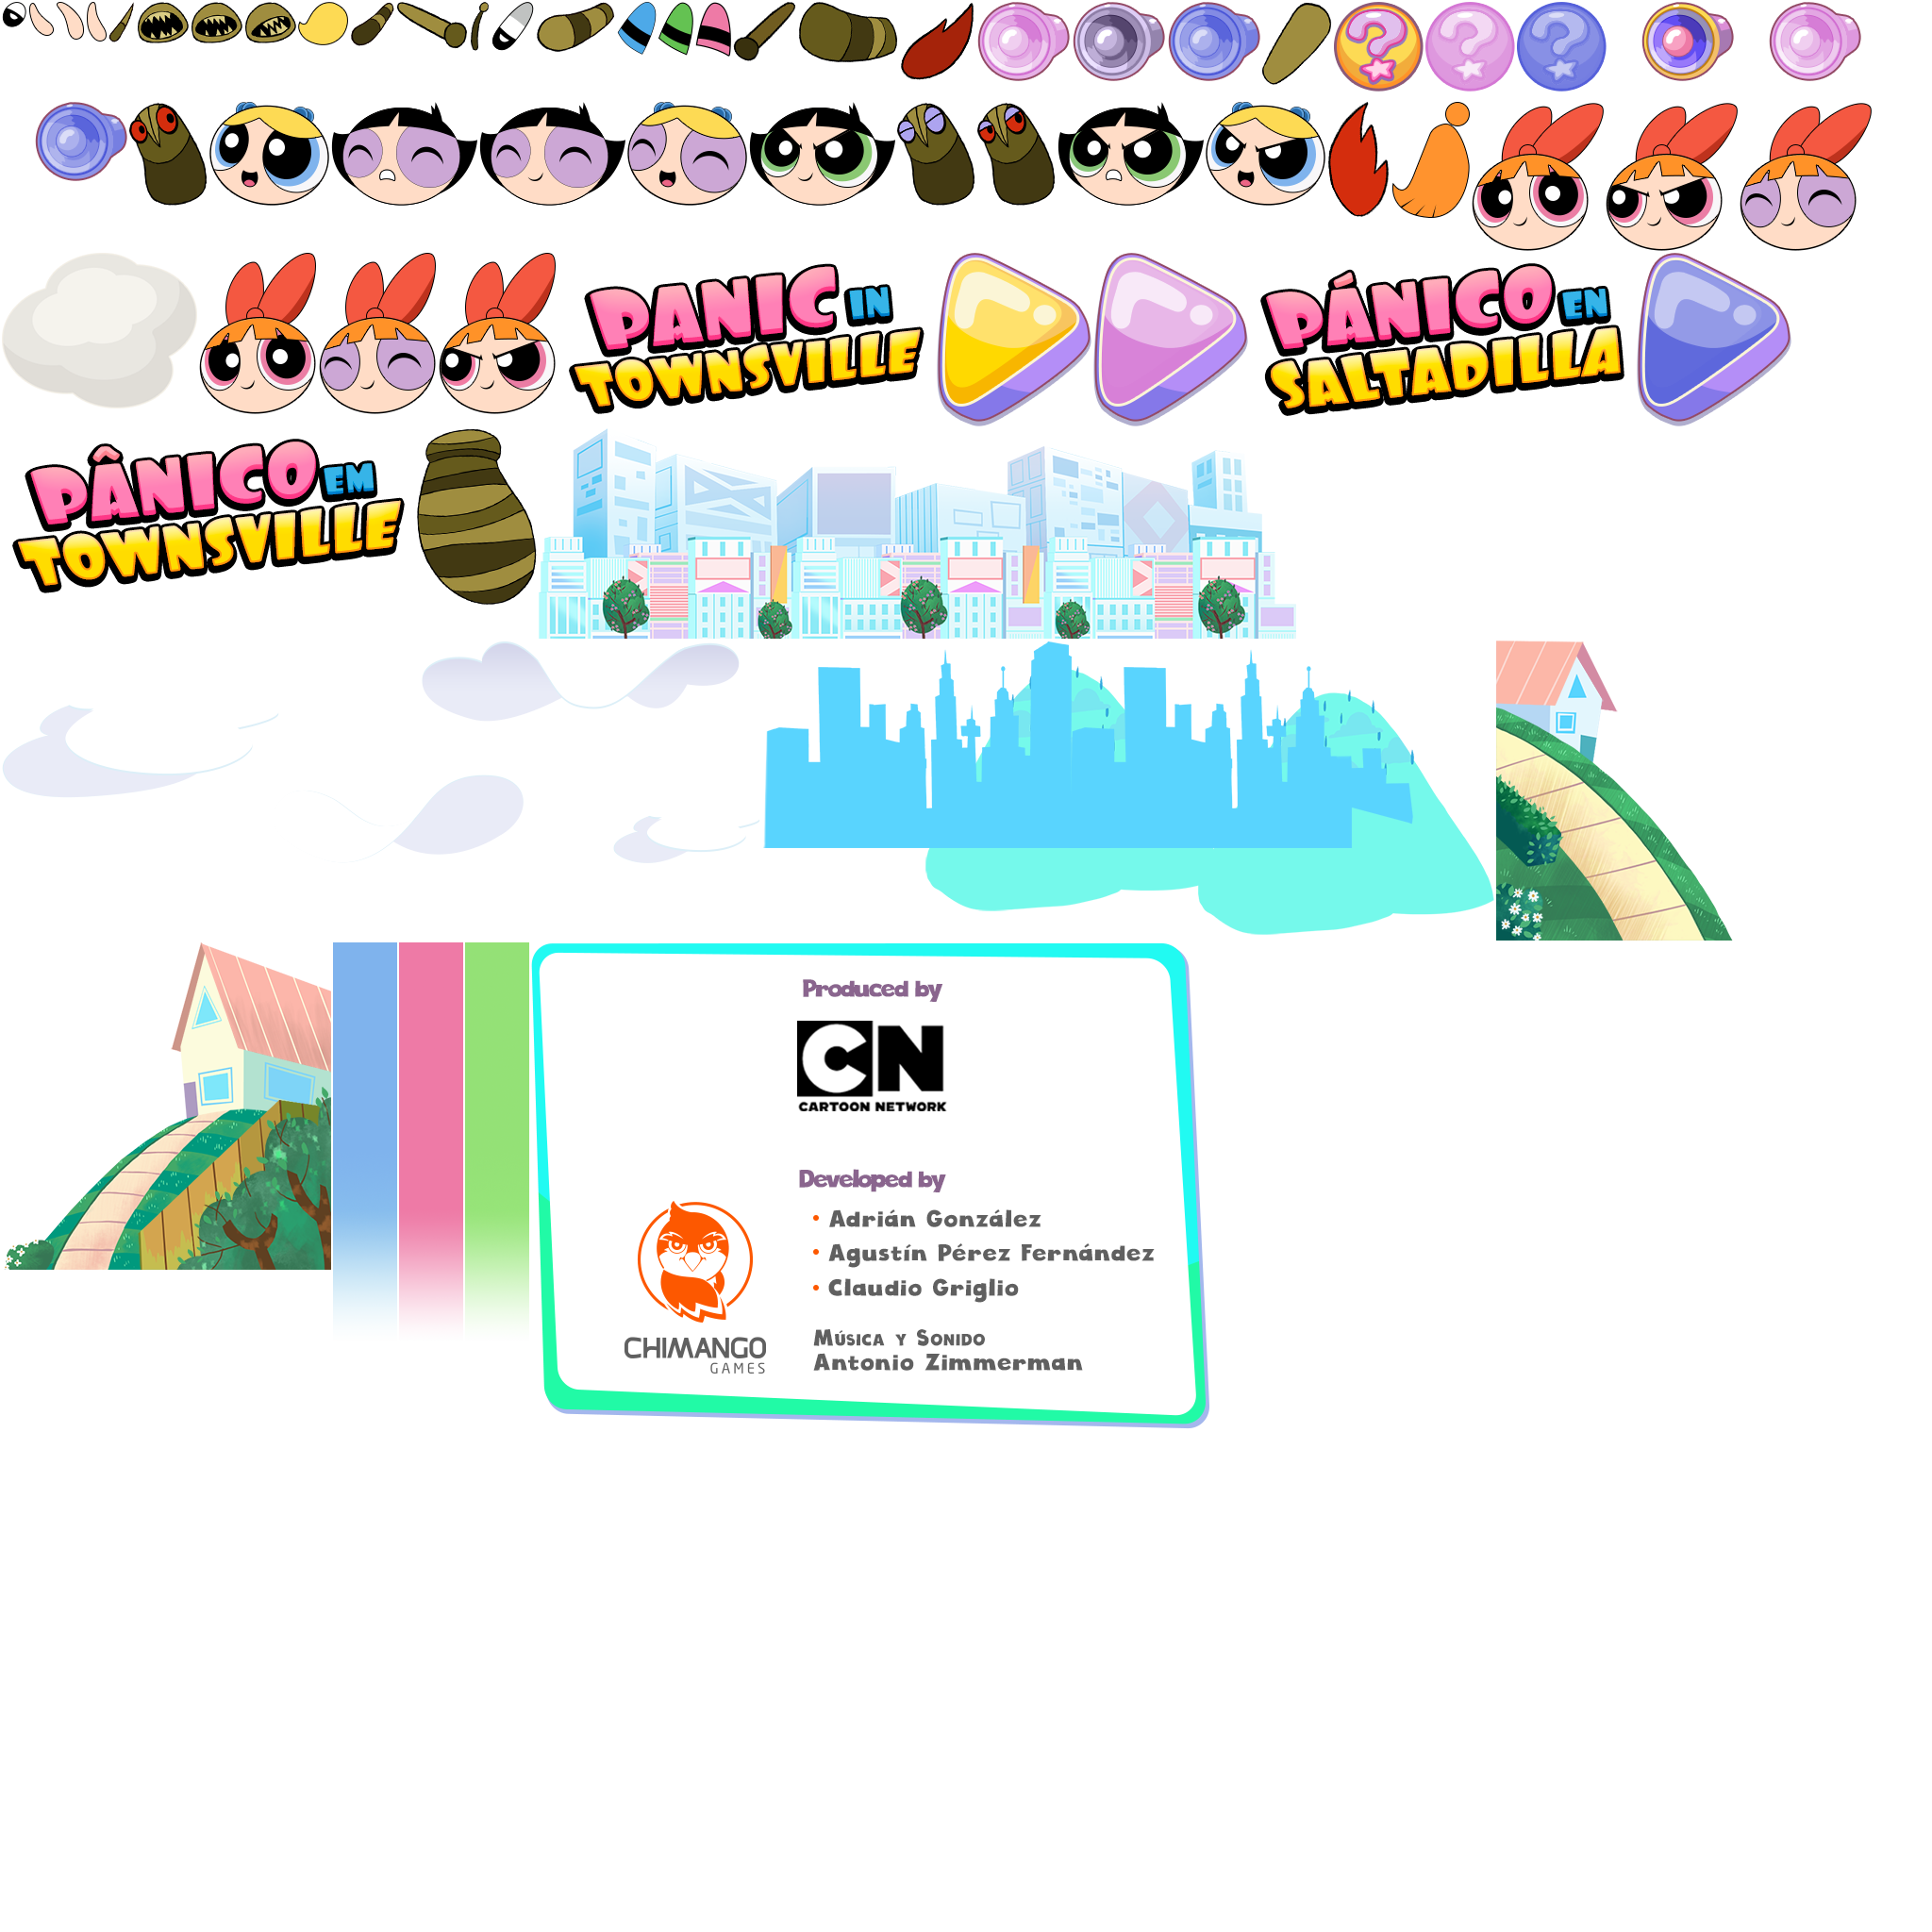 ? ? ?
PANIC IN
TOWNSVILLE
PÁNICO EN
SALTADILLA
PÂNICO EM
TOWNSVILLE
Produced by
CN
CARTOON NETWORK
Developed by
• Adrián González
• Agustín Pérez Fernández
• Claudio Griglio
CHIMANGO
GAMES
Música y Sonido
Antonio Zimmerman